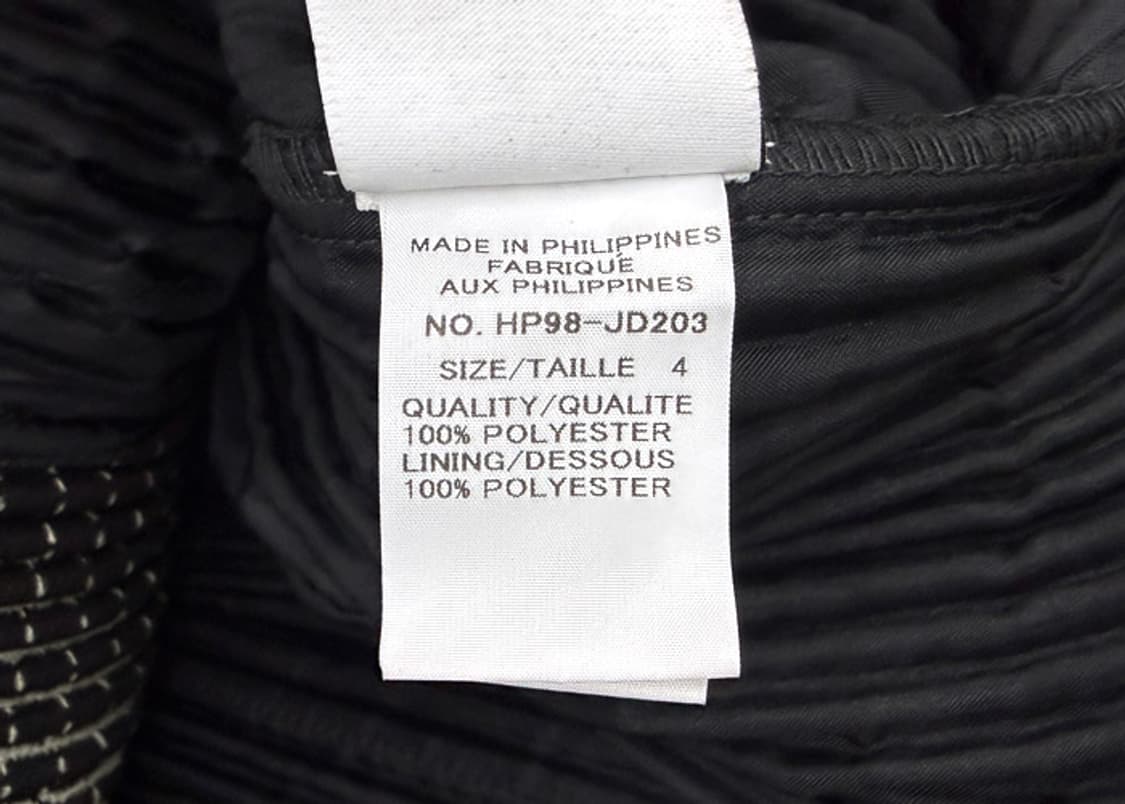 MADE IN PHILIPPINES
FABRIQUÉ
AUX PHILIPPINES
NO. HP98-JD203
SIZE/TAILLE 4
QUALITY/QUALITE
100% POLYESTER
LINING/DESSOUS
100% POLYESTER